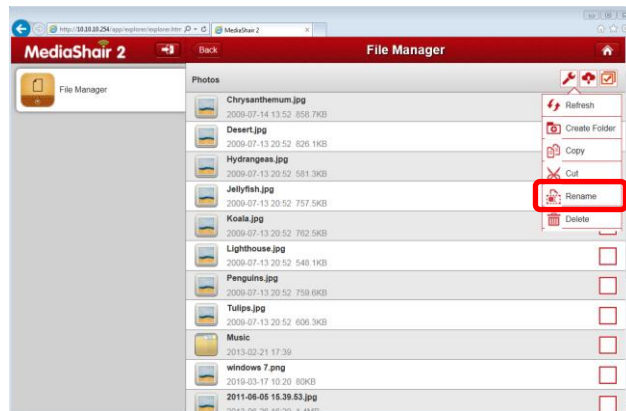 http://10.10.10.254/app/explorer/explorer.htm
MediaShair 2
MediaShair 2
Back
File Manager
File Manager
Photos
Chrysanthemum.jpg
2009-07-14 13:52 858.7KB
Desert.jpg
2009-07-13 20:52 826.1KB
Hydrangeas.jpg
2009-07-13 20:52 581.3KB
Jellyfish.jpg
2009-07-13 20:52 757.5KB
Koala.jpg
2009-07-13 20:52 762.5KB
Lighthouse.jpg
2009-07-13 20:52 548.1KB
Penguins.jpg
2009-07-13 20:52 759.6KB
Tulips.jpg
2009-07-13 20:52 606.3KB
Music
2013-02-21 17:39
windows 7.png
2019-03-17 10:20 80KB
2011-06-05 15.39.53.jpg
Refresh
Create Folder
Copy
Cut
Rename
Delete